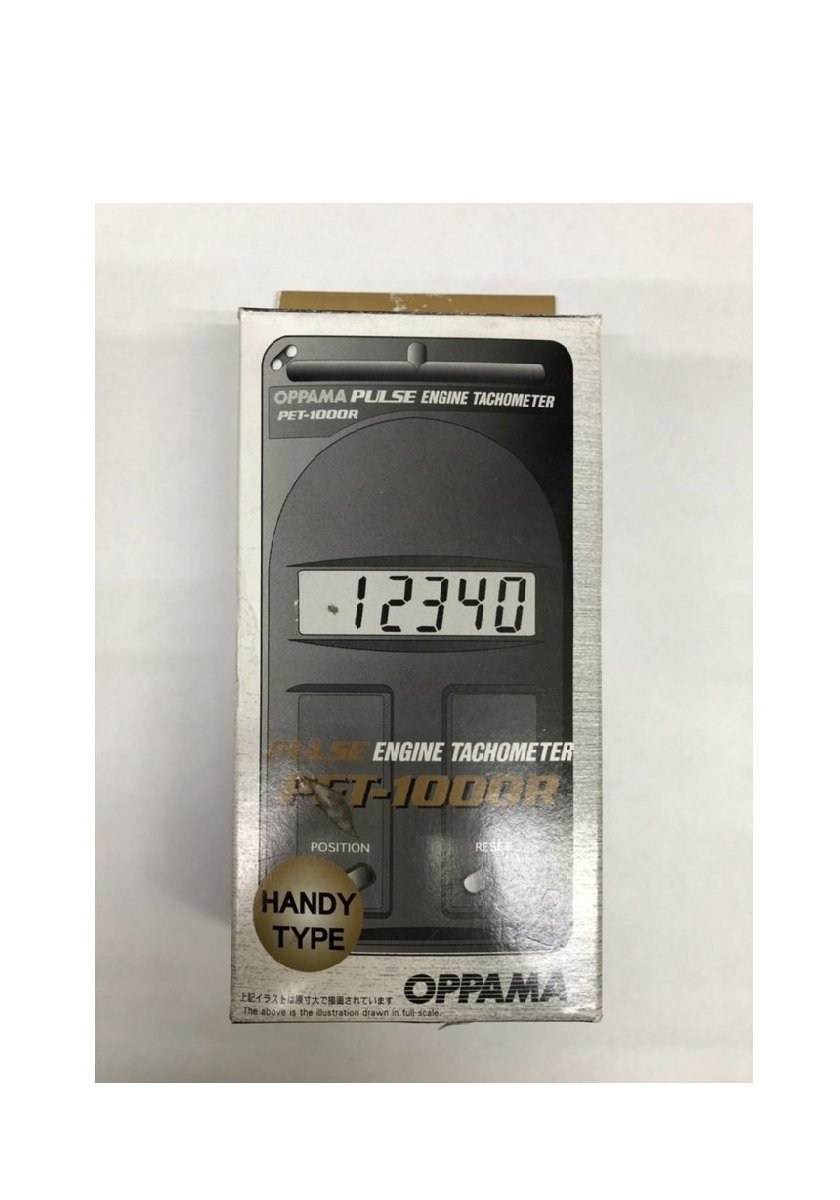 OPPAMA PULSE ENGINE TACHOMETER
PET-1000R
12340
PULSE ENGINE TACHOMETER
PET-1000R
POSITION RESET
HANDY
TYPE
OPPAMA
上記イラストは原寸大で描画されています
The above is the illustration drawn in full-scale.